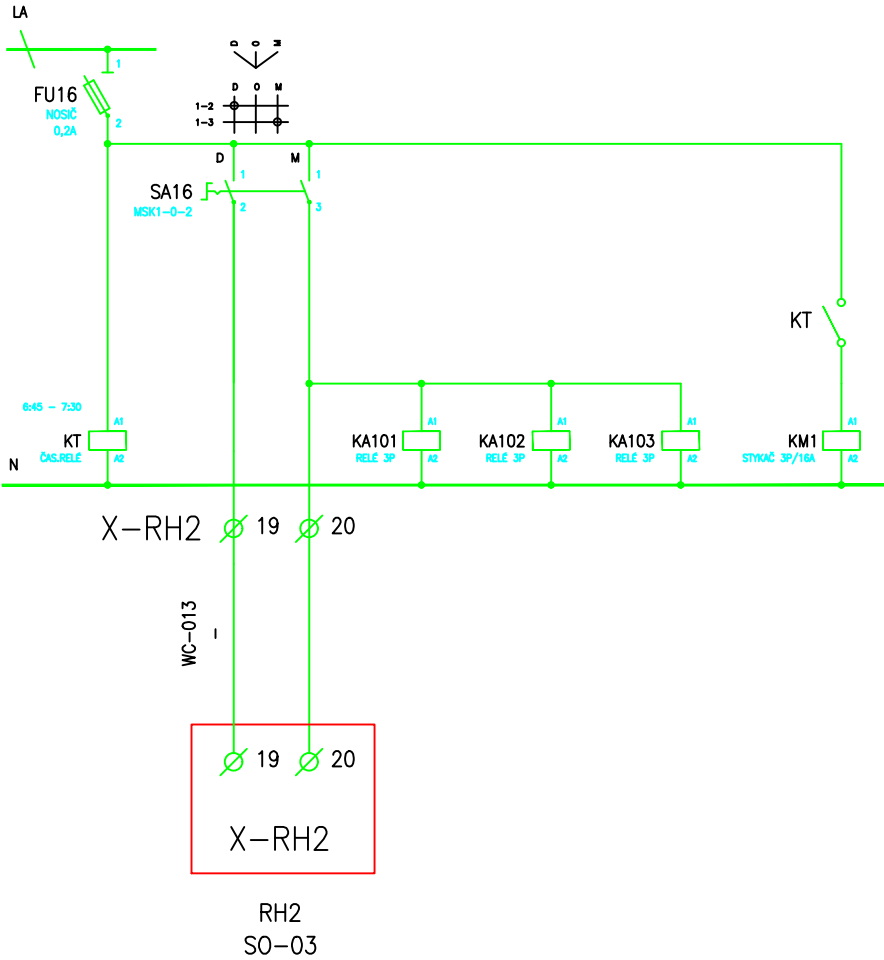 LA
D O M
1
D O M
FU16
NOSIČ
0,2A
1-2
1-3
2
D
M
1
1
SA16
MSK1-0-2
2
3
KT
6:45 - 7:30
A1
A1
A1
A1
A1
KT
KA101
KA102
KA103
KM1
ČAS.RELÉ
A2
RELÉ 3P
A2
RELÉ 3P
A2
RELÉ 3P
A2
STYKAČ 3P/16A
A2
N
X-RH2
19
20
WC-013
19
20
X-RH2
RH2
SO-03